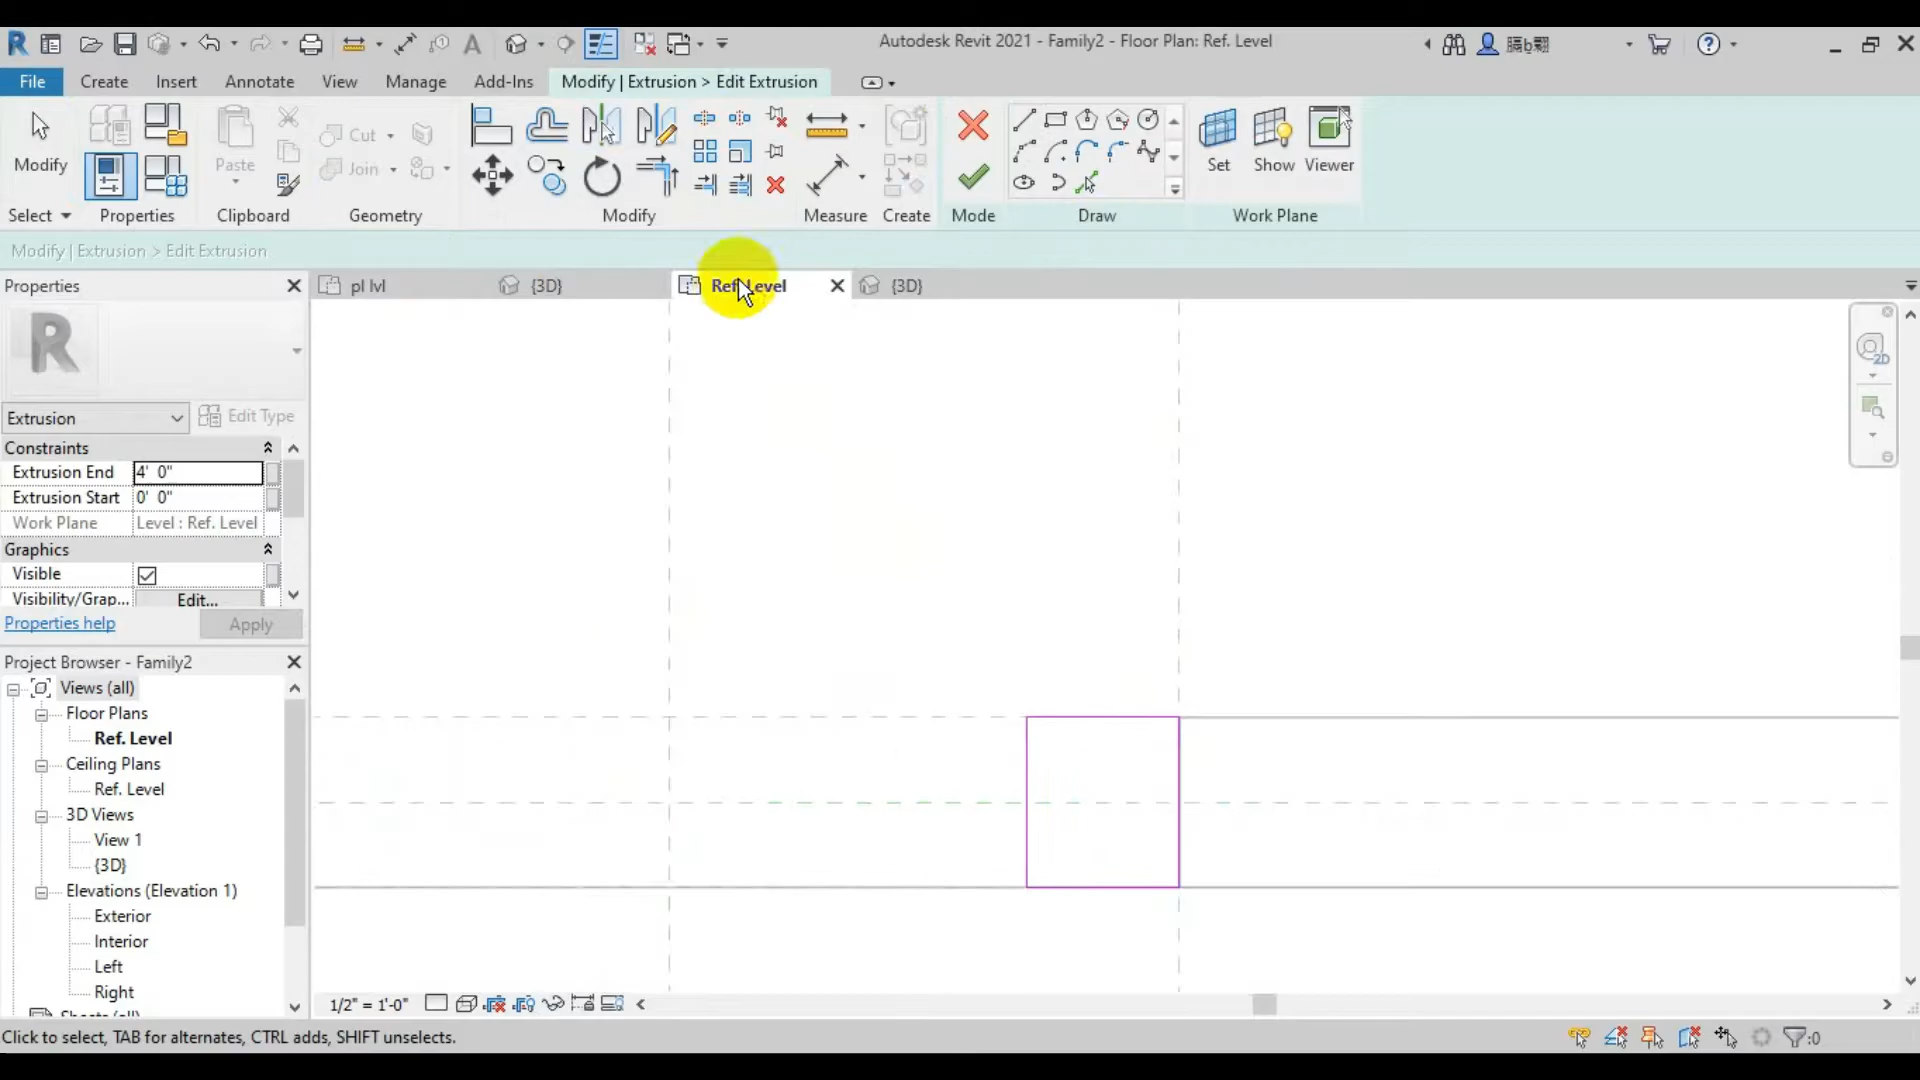 Autodesk Revit 2021 - Family2 - Floor Plan: Ref. Level
File Create Insert Annotate View Manage Add-Ins Modify | Extrusion > Edit Extrusion
Modify
Paste
Cut
Join
Set Show Viewer
Select Properties Clipboard Geometry Modify Measure Create Mode Draw Work Plane
Modify | Extrusion > Edit Extrusion
Properties
pl lvl {3D} Ref. Level {3D}
2D
Extrusion Edit Type
Constraints
Extrusion End 4' 0"
Extrusion Start 0' 0"
Work Plane Level : Ref. Level
Graphics
Visible
Visibility/Grap... Edit...
Properties help Apply
Project Browser - Family2
Views (all)
Floor Plans
Ref. Level
Ceiling Plans
Ref. Level
3D Views
View 1
{3D}
Elevations (Elevation 1)
Exterior
Interior
Left
Right
Sheets (all)
1/2" = 1'-0"
Click to select, TAB for alternates, CTRL adds, SHIFT unselects.
:0